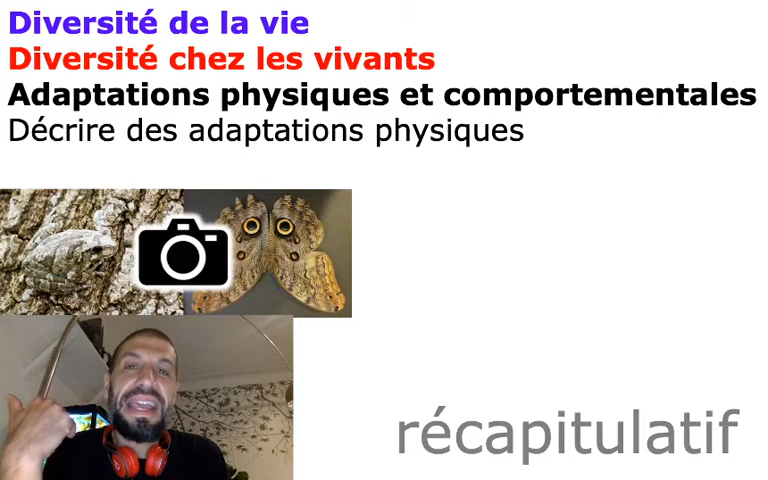 Diversité de la vie
Diversité chez les vivants
Adaptations physiques et comportementales
Décrire des adaptations physiques
récapitulatif